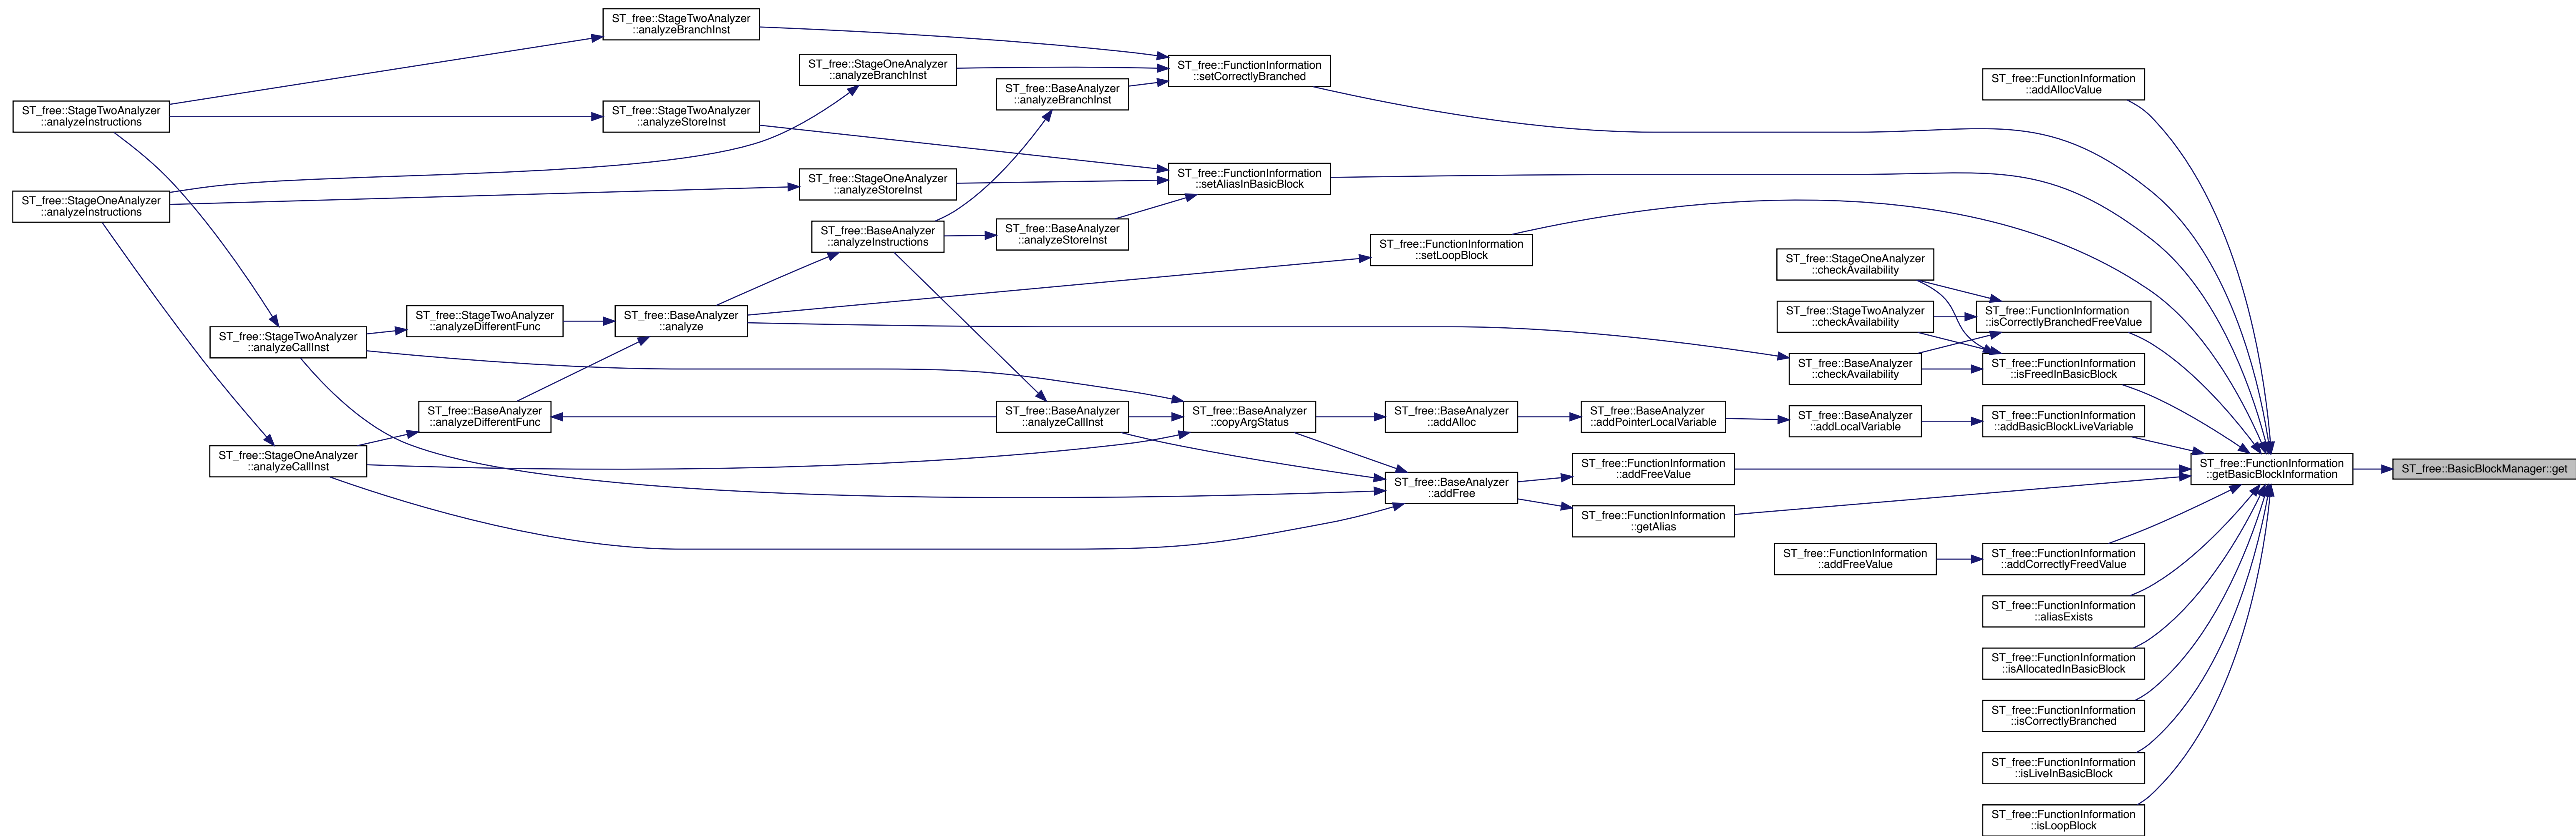 ST_free::StageTwoAnalyzer
::analyzeInstructions
ST_free::StageOneAnalyzer
::analyzeInstructions
ST_free::StageTwoAnalyzer
::analyzeCallInst
ST_free::StageOneAnalyzer
::analyzeCallInst
ST_free::StageTwoAnalyzer
::analyzeDifferentFunc
ST_free::BaseAnalyzer
::analyzeDifferentFunc
ST_free::StageTwoAnalyzer
::analyzeBranchInst
ST_free::StageTwoAnalyzer
::analyzeStoreInst
ST_free::BaseAnalyzer
::analyze
ST_free::StageOneAnalyzer
::analyzeBranchInst
ST_free::StageOneAnalyzer
::analyzeStoreInst
ST_free::BaseAnalyzer
::analyzeInstructions
ST_free::BaseAnalyzer
::analyzeBranchInst
ST_free::BaseAnalyzer
::analyzeStoreInst
ST_free::BaseAnalyzer
::analyzeCallInst
ST_free::FunctionInformation
::setCorrectlyBranched
ST_free::FunctionInformation
::setAliasInBasicBlock
ST_free::BaseAnalyzer
::copyArgStatus
ST_free::FunctionInformation
::setLoopBlock
ST_free::BaseAnalyzer
::addAlloc
ST_free::BaseAnalyzer
::addFree
ST_free::BaseAnalyzer
::addPointerLocalVariable
ST_free::FunctionInformation
::addFreeValue
ST_free::FunctionInformation
::getAlias
ST_free::StageOneAnalyzer
::checkAvailability
ST_free::StageTwoAnalyzer
::checkAvailability
ST_free::BaseAnalyzer
::checkAvailability
ST_free::BaseAnalyzer
::addLocalVariable
ST_free::FunctionInformation
::addFreeValue
ST_free::FunctionInformation
::addAllocValue
ST_free::FunctionInformation
::isCorrectlyBranchedFreeValue
ST_free::FunctionInformation
::isFreedInBasicBlock
ST_free::FunctionInformation
::addBasicBlockLiveVariable
ST_free::FunctionInformation
::addCorrectlyFreedValue
ST_free::FunctionInformation
::aliasExists
ST_free::FunctionInformation
::isAllocatedInBasicBlock
ST_free::FunctionInformation
::isCorrectlyBranched
ST_free::FunctionInformation
::isLiveInBasicBlock
ST_free::FunctionInformation
::isLoopBlock
ST_free::FunctionInformation
::getBasicBlockInformation
ST_free::BasicBlockManager::get